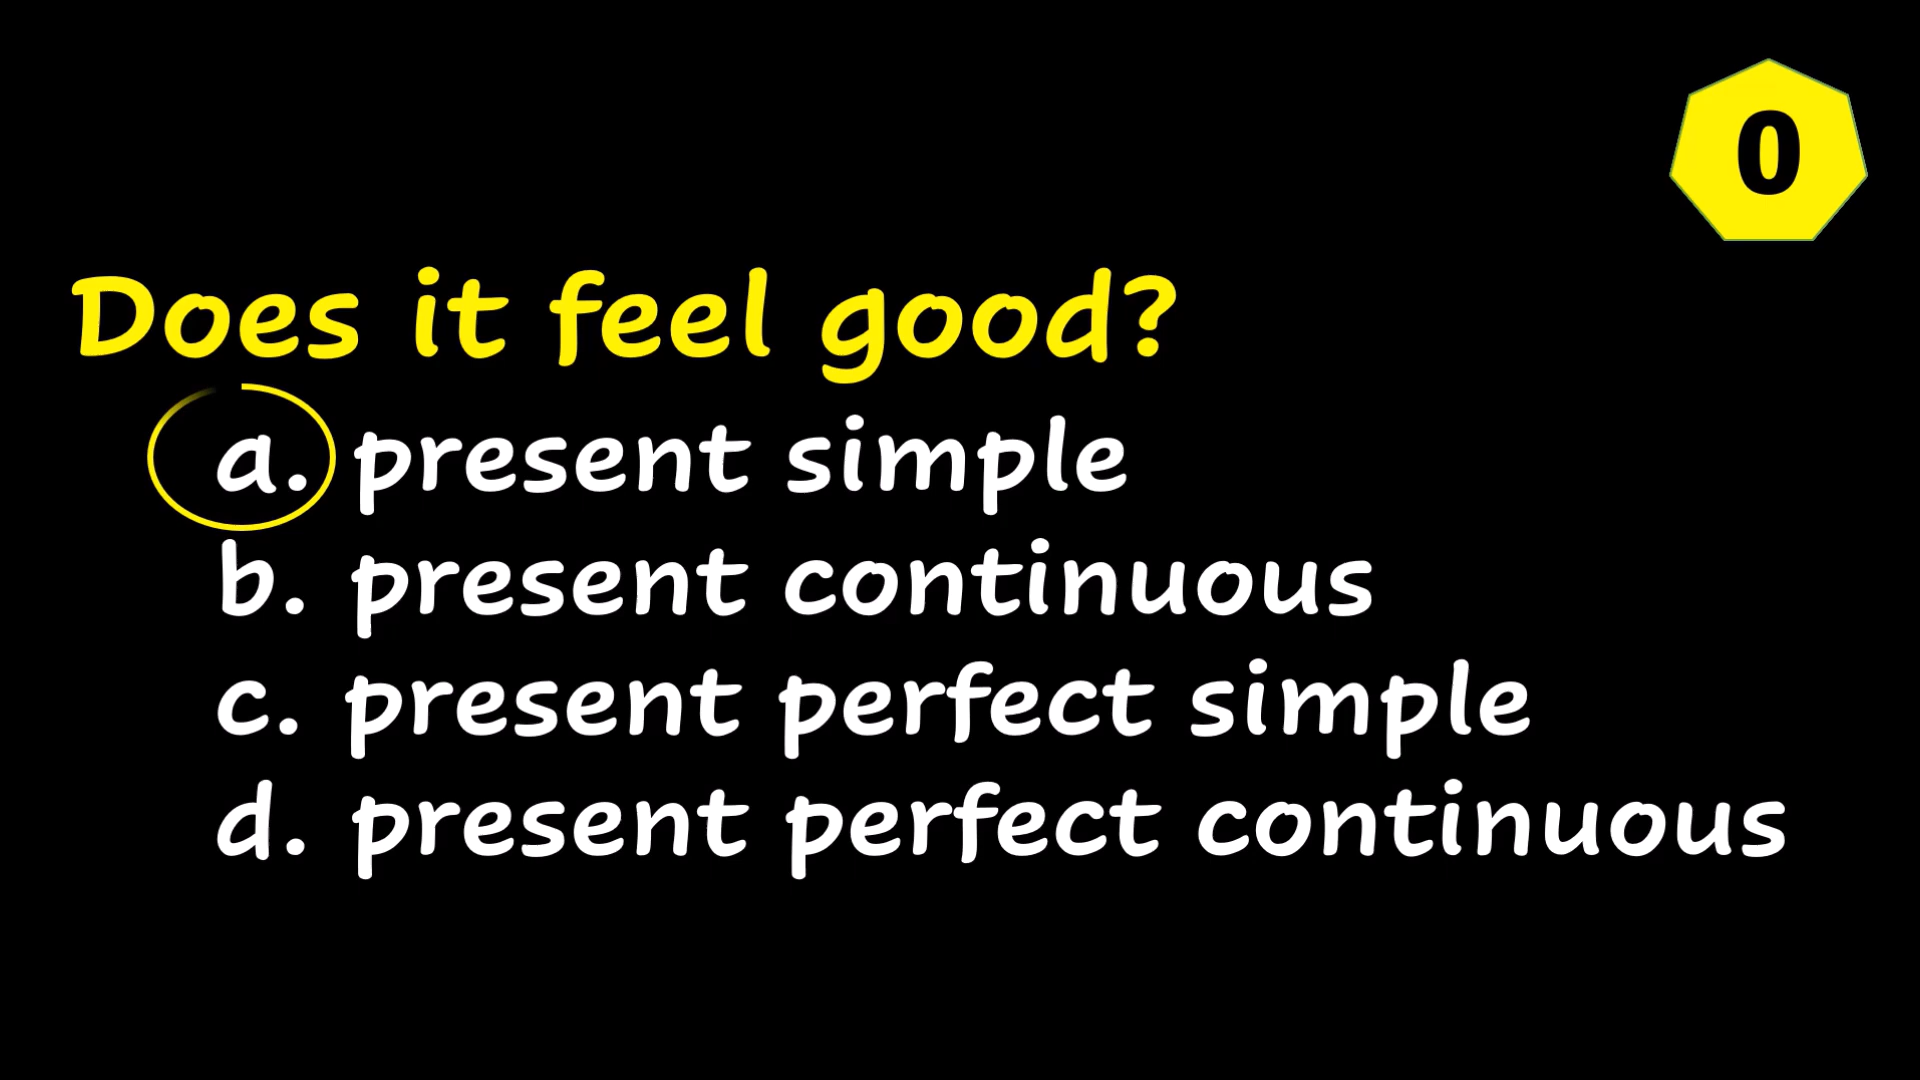 0
Does it feel good?
a. present simple
b. present continuous
c. present perfect simple
d. present perfect continuous